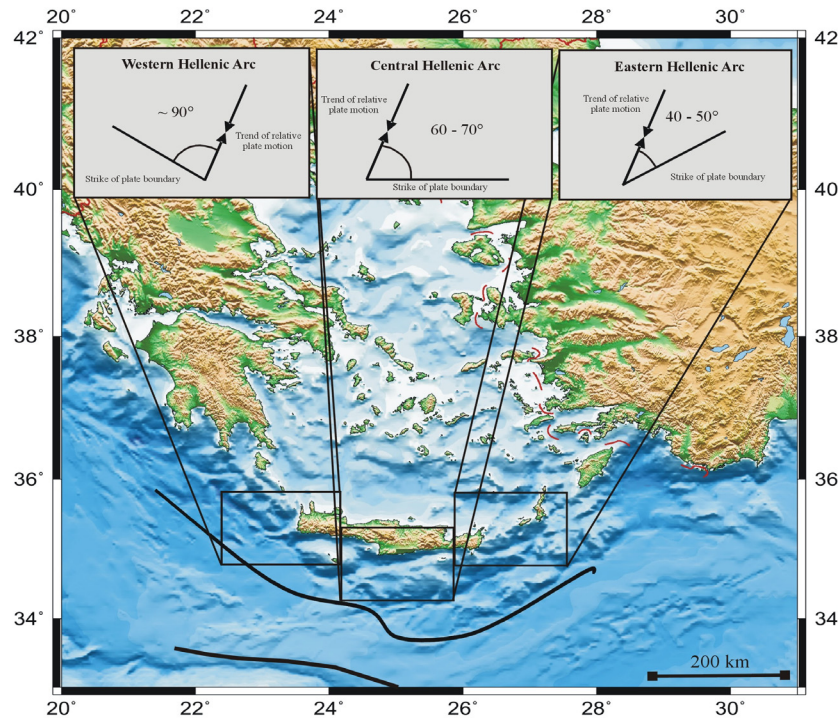 20° 22° 24° 26° 28° 30°
42° 42°
Western Hellenic Arc
~ 90°
Trend of relative
plate motion
Strike of plate boundary
Central Hellenic Arc
Trend of relative
plate motion
60 - 70°
Strike of plate boundary
Eastern Hellenic Arc
Trend of relative
plate motion
40 - 50°
Strike of plate boundary
40° 40°
38° 38°
36° 36°
34° 34°
200 km
20° 22° 24° 26° 28° 30°